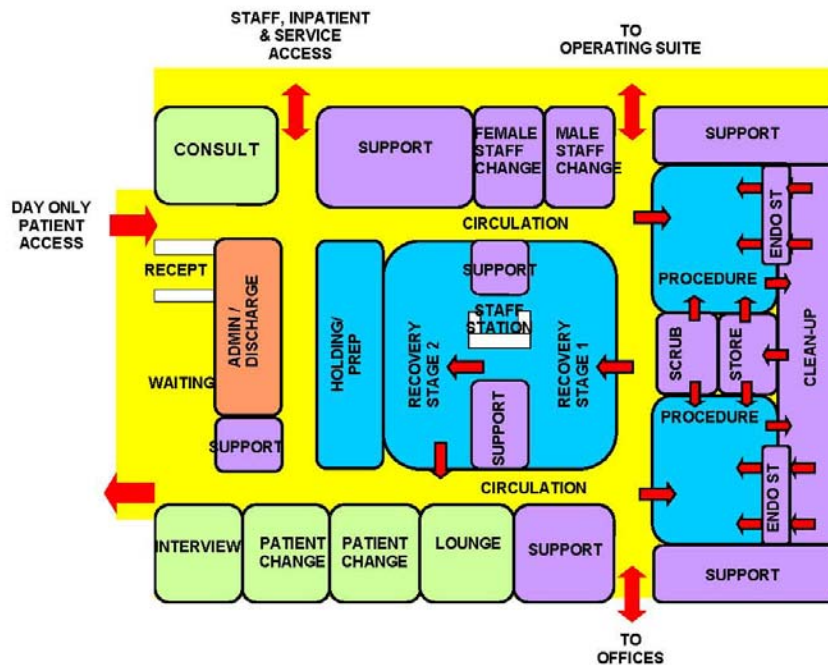 STAFF, INPATIENT
& SERVICE
ACCESS
TO
OPERATING SUITE
CONSULT
SUPPORT
FEMALE
STAFF
CHANGE
MALE
STAFF
CHANGE
SUPPORT
DAY ONLY
PATIENT
ACCESS
CIRCULATION
ENDO ST
RECEPT
ADMIN /
DISCHARGE
HOLDING/
PREP
SUPPORT
STAFF
STATION
PROCEDURE
RECOVERY
STAGE 2
RECOVERY
STAGE 1
SCRUB
STORE
CLEAN-UP
WAITING
SUPPORT
SUPPORT
PROCEDURE
CIRCULATION
ENDO ST
INTERVIEW
PATIENT
CHANGE
PATIENT
CHANGE
LOUNGE
SUPPORT
SUPPORT
TO
OFFICES